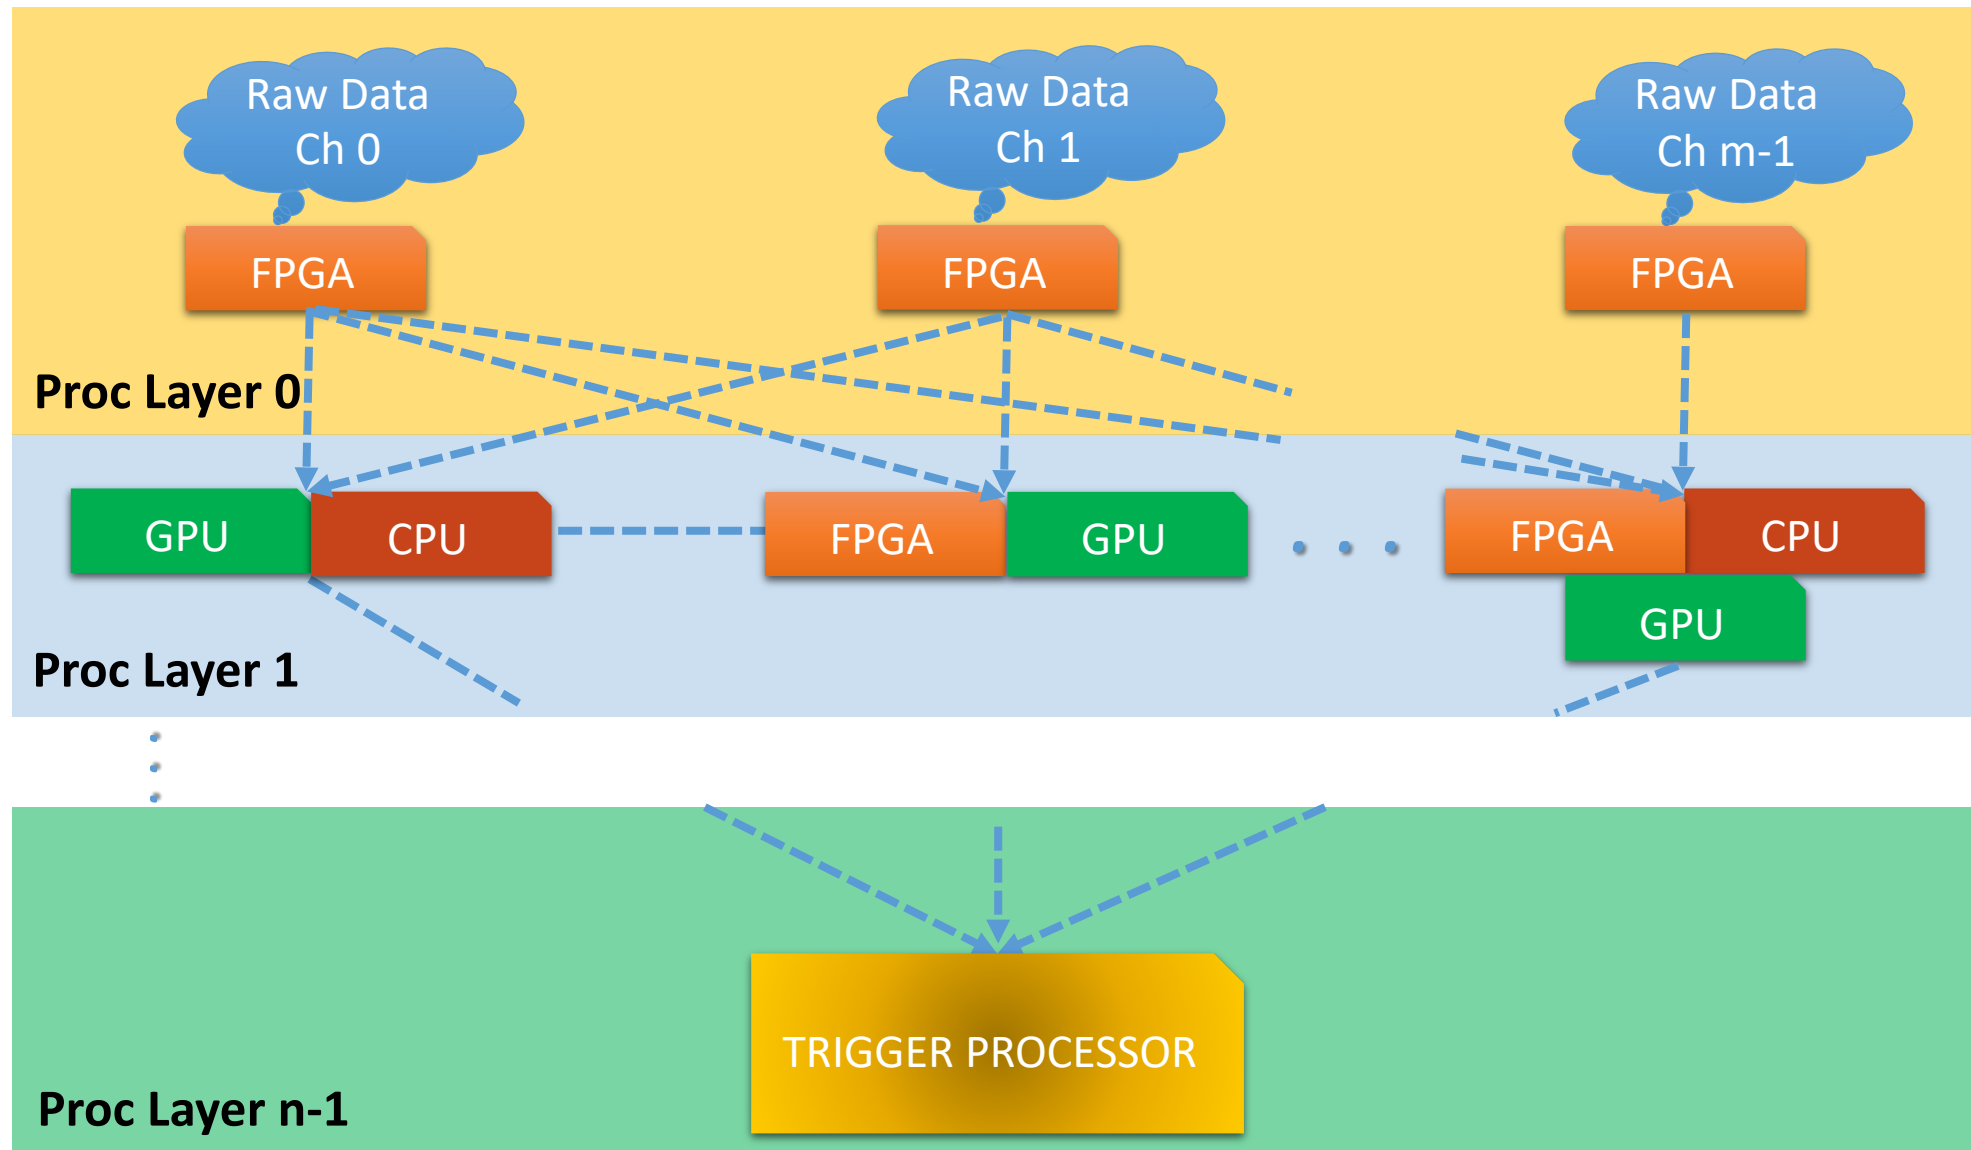 Raw Data
Ch 0
Raw Data
Ch 1
Raw Data
Ch m-1
FPGA
FPGA
FPGA
Proc Layer 0
GPU
CPU
FPGA
GPU
FPGA
CPU
GPU
Proc Layer 1
TRIGGER PROCESSOR
Proc Layer n-1